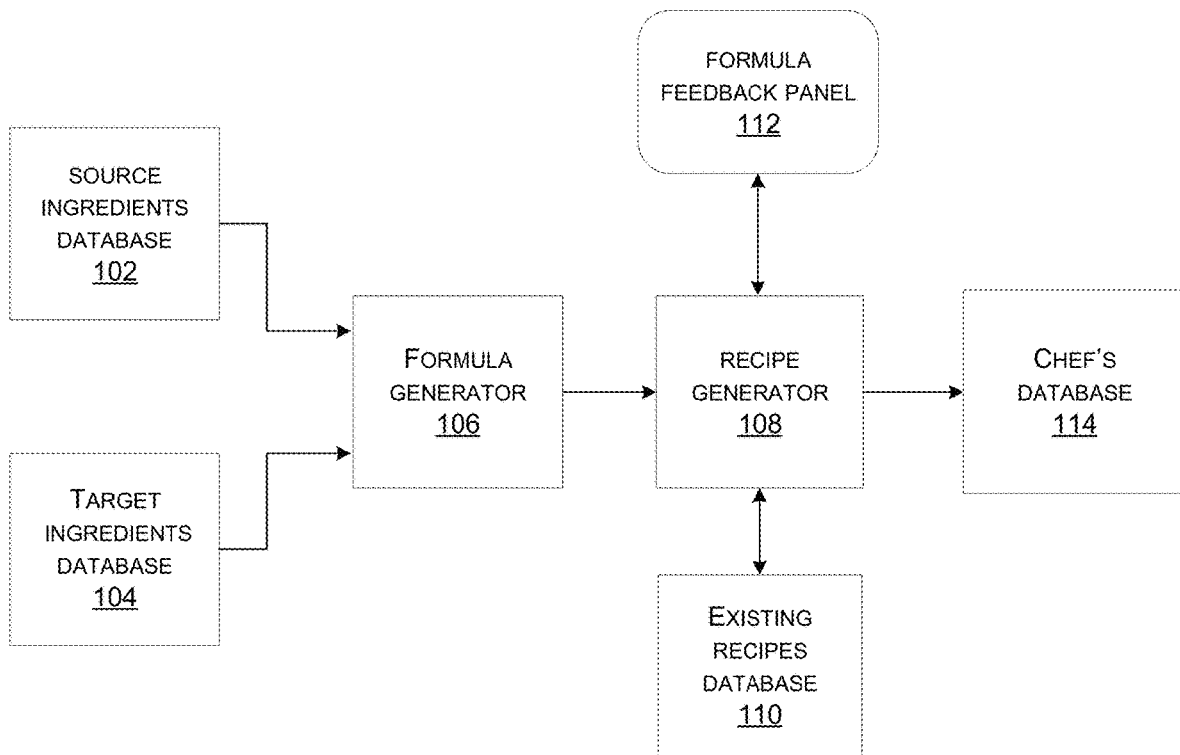 FORMULA
FEEDBACK PANEL
112
SOURCE
INGREDIENTS
DATABASE
102
FORMULA
GENERATOR
106
RECIPE
GENERATOR
108
CHEF'S
DATABASE
114
TARGET
INGREDIENTS
DATABASE
104
EXISTING
RECIPES
DATABASE
110